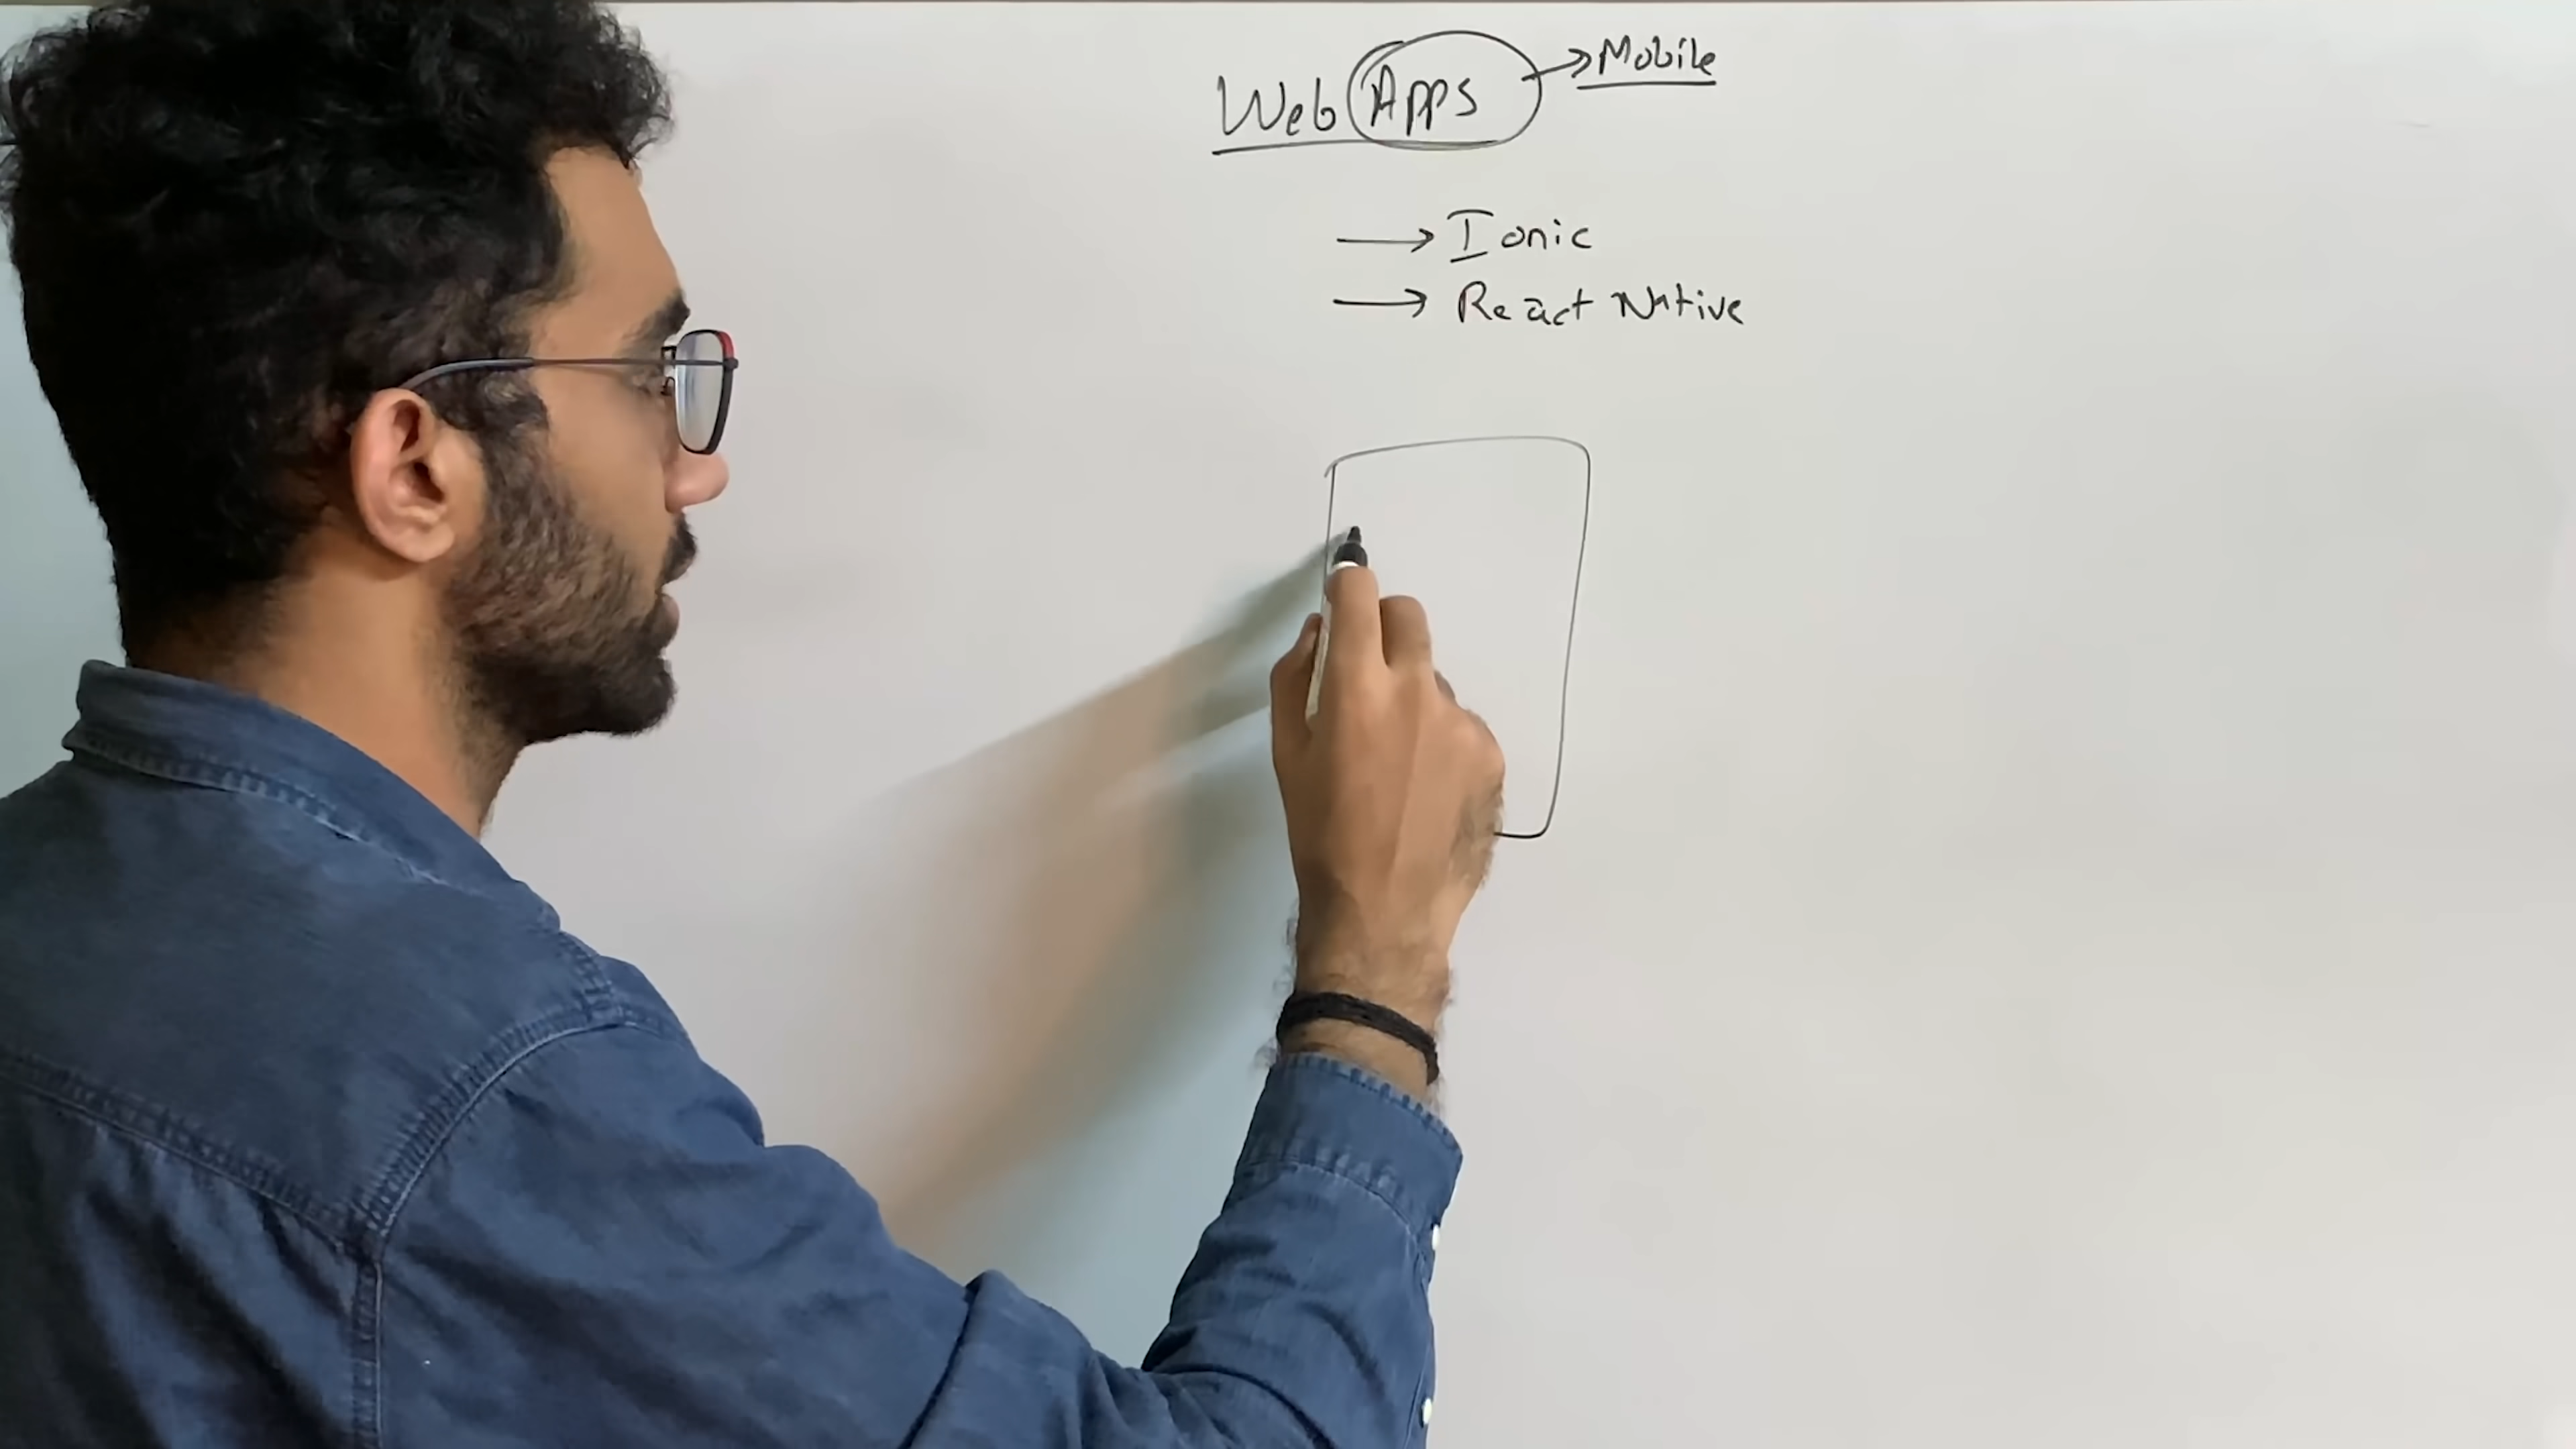 Web Apps → Mobile
→ Ionic
→ React Native